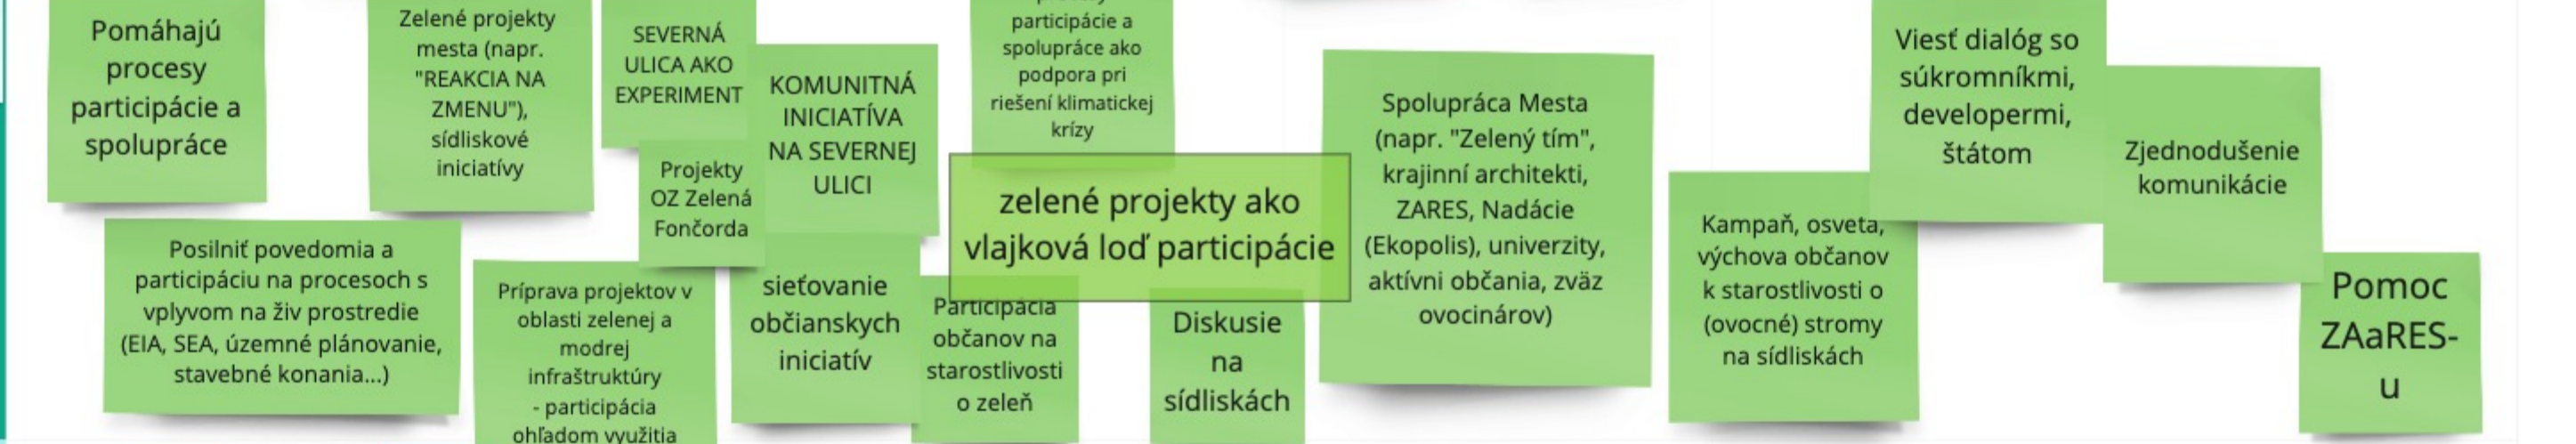 Pomáhajú
procesy
participácie a
spolupráce
Zelené projekty
mesta (napr.
"REAKCIA NA
ZMENU"),
sídliskové
iniciatívy
SEVERNÁ
ULICA AKO
EXPERIMENT
KOMUNITNÁ
INICIATÍVA
NA SEVERNEJ
ULICI
Projekty
OZ Zelená
Fončorda
participácie a
spolupráce ako
podpora pri
riešení klimatickej
krízy
zelené projekty ako
vlajková loď participácie
Posilniť povedomia a
participáciu na procesoch s
vplyvom na živ prostredie
(EIA, SEA, územné plánovanie,
stavebné konania...)
Príprava projektov v
oblasti zelenej a
modrej
infraštruktúry
- participácia
ohľadom využitia
sieťovanie
občianskych
iniciatív
Participácia
občanov na
starostlivosti
o zeleň
Diskusie
na
sídliskách
Spolupráca Mesta
(napr. "Zelený tím",
krajinní architekti,
ZARES, Nadácie
(Ekopolis), univerzity,
aktívni občania, zväz
ovocinárov)
Kampaň, osveta,
výchova občanov
k starostlivosti o
(ovocné) stromy
na sídliskách
Viesť dialóg so
súkromníkmi,
developermi,
štátom
Zjednodušenie
komunikácie
Pomoc
ZAaRES-
u